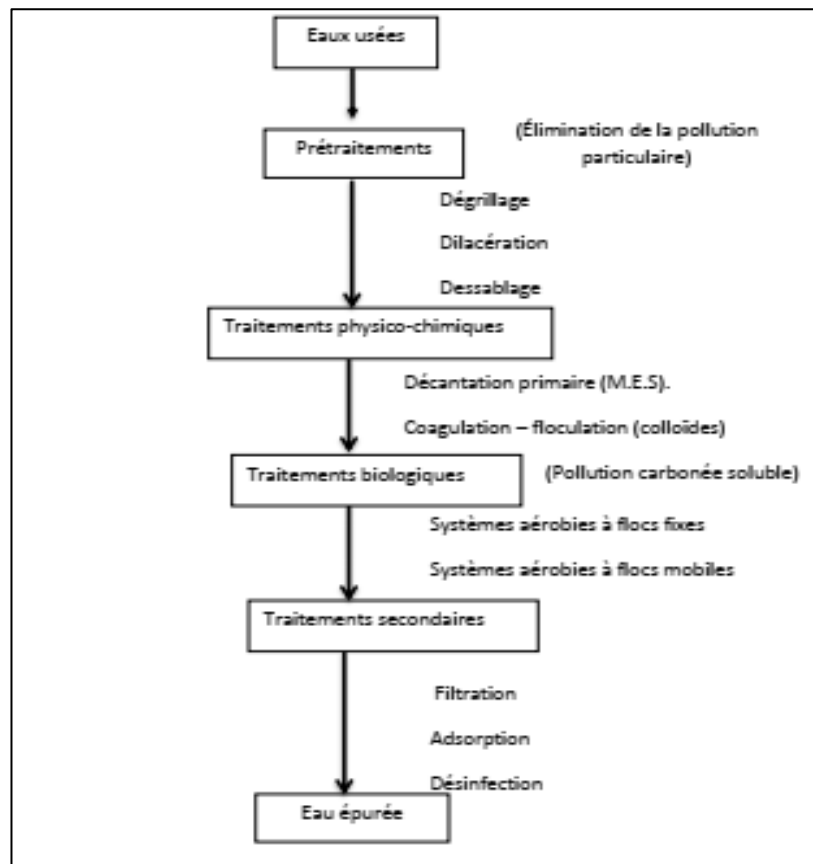 Eaux usées
Prétraitements
(Élimination de la pollution
particulaire)
Dégrillage
Dilacération
Dessablage
Traitements physico-chimiques
Décantation primaire (M.E.S).
Coagulation – floculation (colloïdes)
Traitements biologiques
(Pollution carbonée soluble)
Systèmes aérobies à flocs fixes
Systèmes aérobies à flocs mobiles
Traitements secondaires
Filtration
Adsorption
Désinfection
Eau épurée